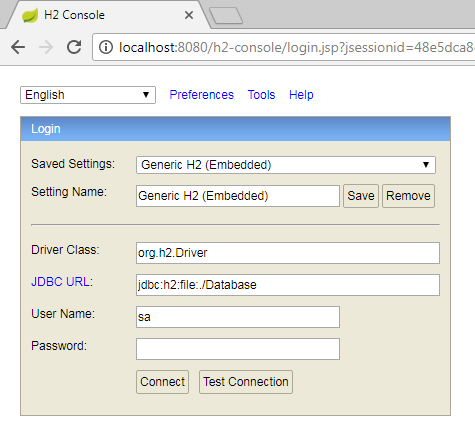 H2 Console
localhost:8080/h2-console/login.jsp?jsessionid=48e5dca8
English Preferences Tools Help
Login
Saved Settings: Generic H2 (Embedded)
Setting Name: Generic H2 (Embedded) Save Remove
Driver Class: org.h2.Driver
JDBC URL: jdbc:h2:file:./Database
User Name: sa
Password:
Connect Test Connection